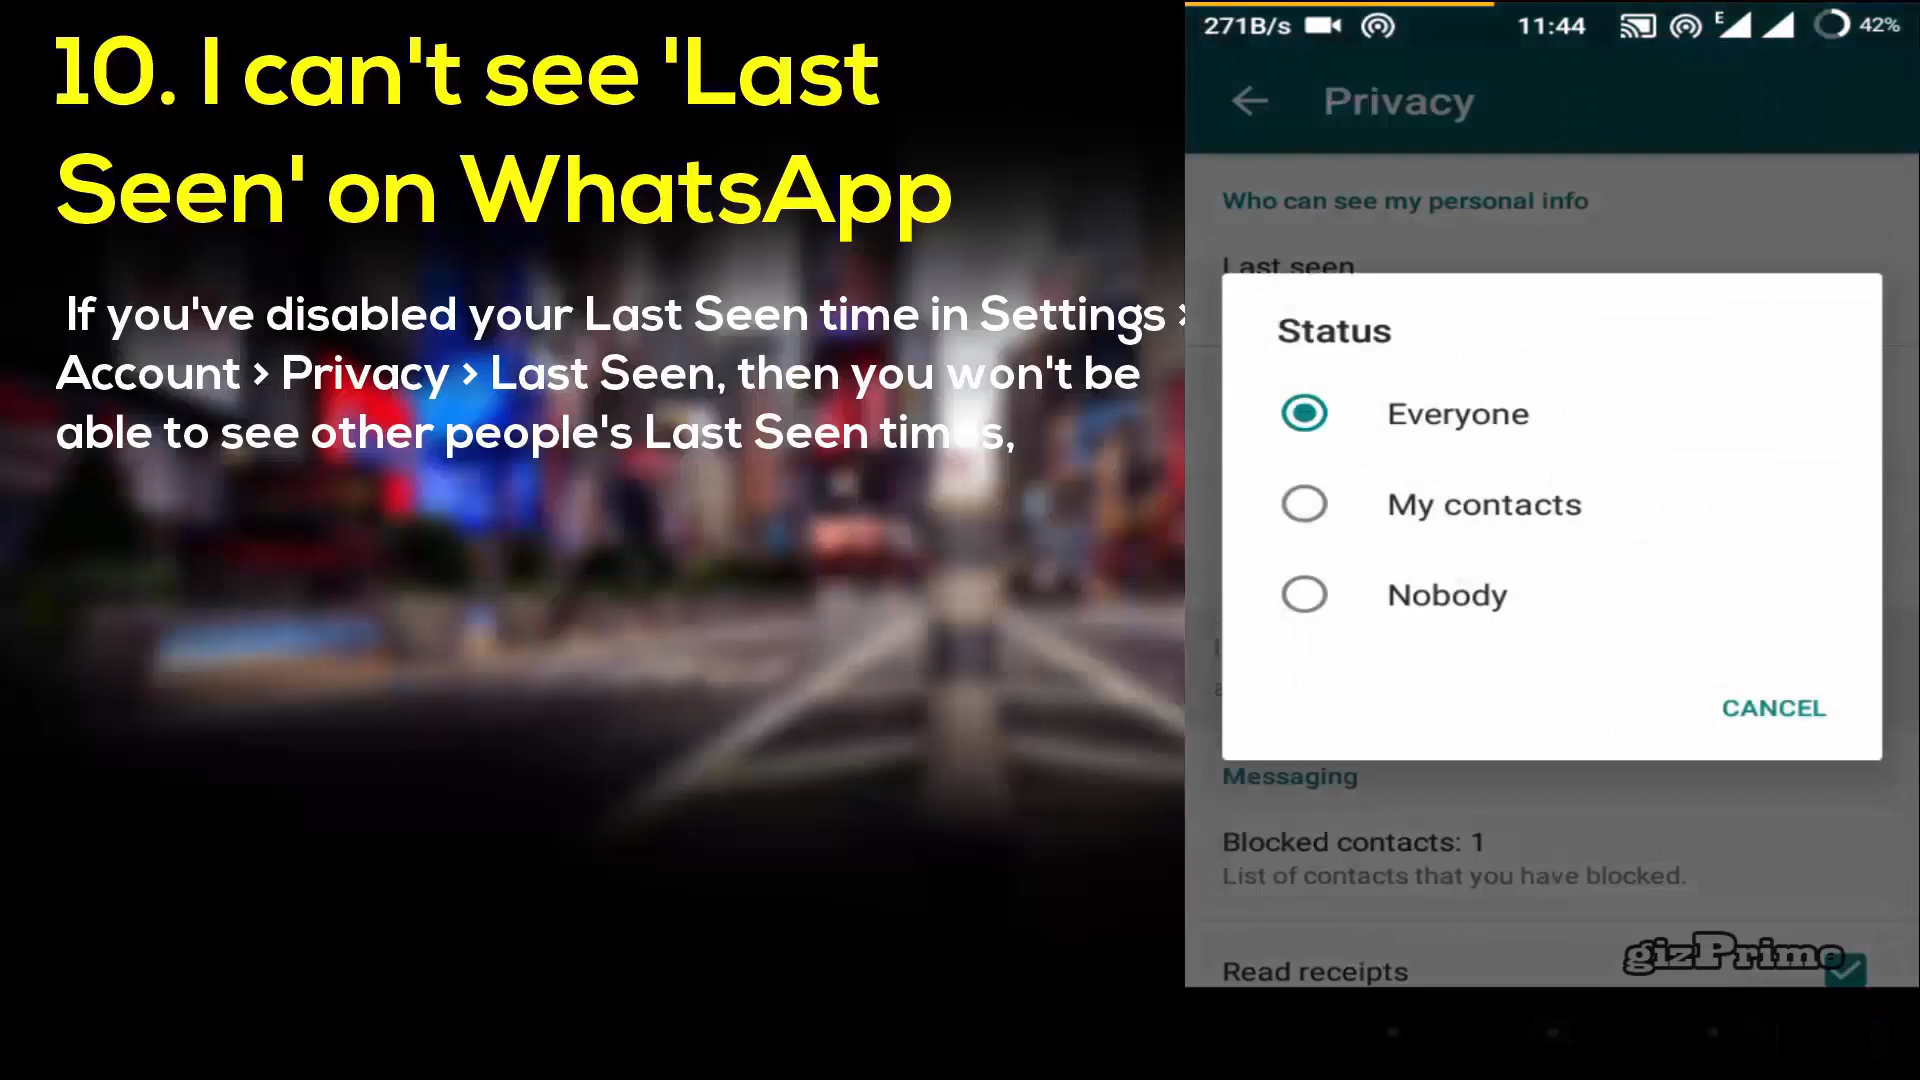 10. I can't see 'Last
Seen' on WhatsApp
If you've disabled your Last Seen time in Settings >
Account > Privacy > Last Seen, then you won't be
able to see other people's Last Seen times,
271B/s 11:44 E 42%
Privacy
Who can see my personal info
Last seen
Status
Everyone
My contacts
Nobody
CANCEL
Messaging
Blocked contacts: 1
List of contacts that you have blocked.
gizPrimo
Read receipts